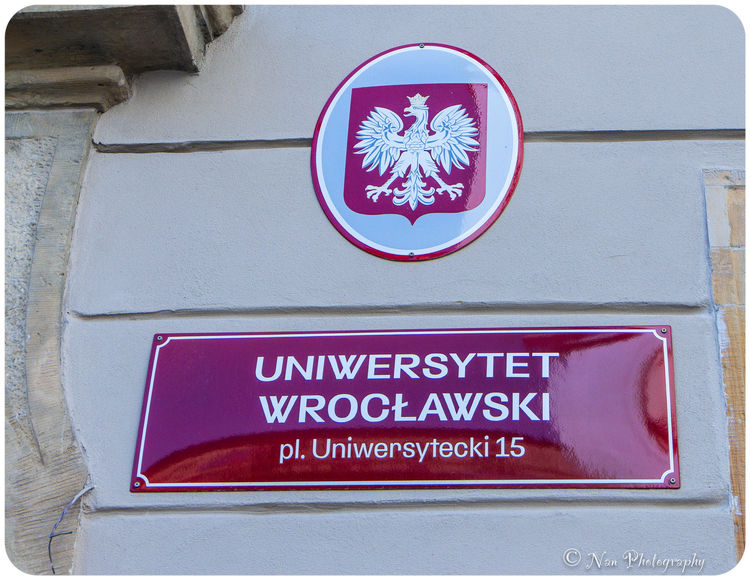 UNIWERSYTET
WROCŁAWSKI
pl. Uniwersytecki 15
© Nan Photography